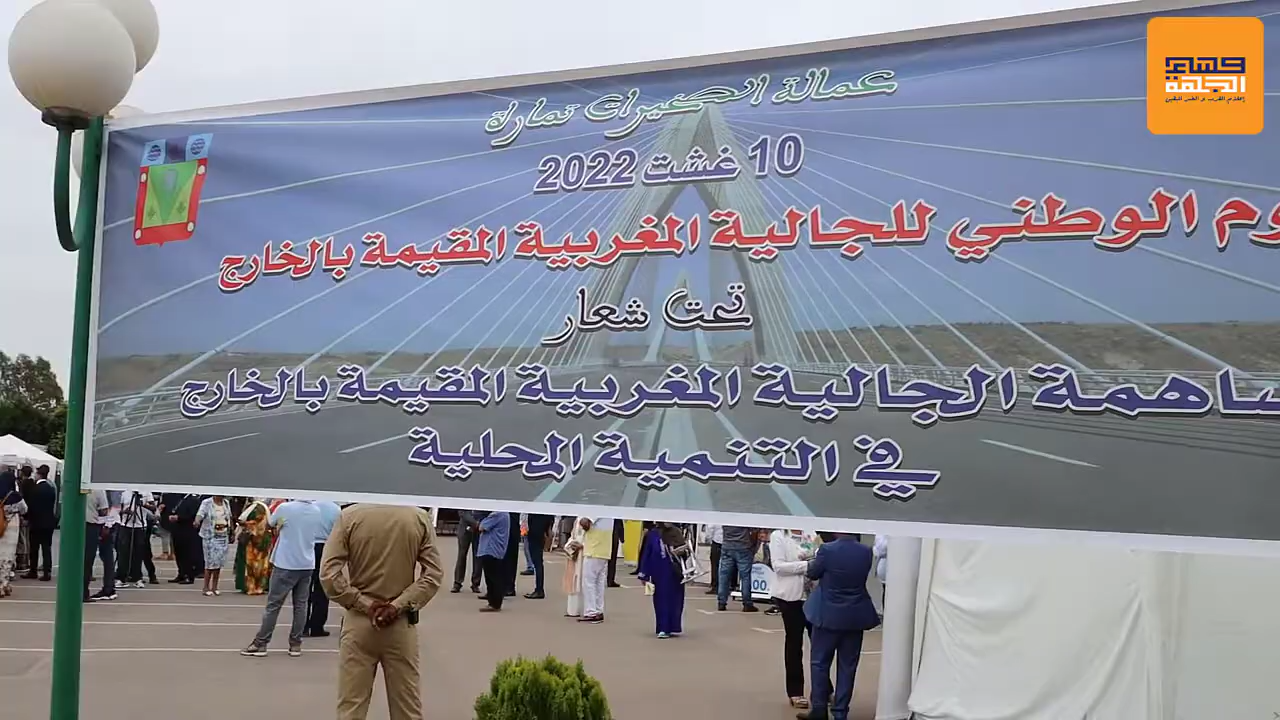 عمالة الصخيرات تمارة
10 غشت 2022
وم الوطني للجالية المغربية المقيمة بالخارج
تحت شعار
ساهمة الجالية المغربية المقيمة بالخارج
في التنمية المحلية